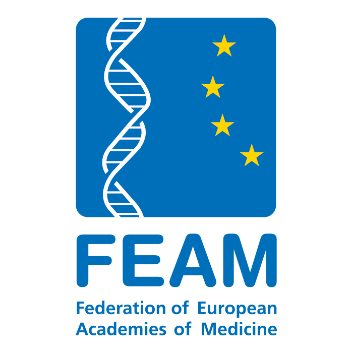 FEAM
Federation of European
Academies of Medicine